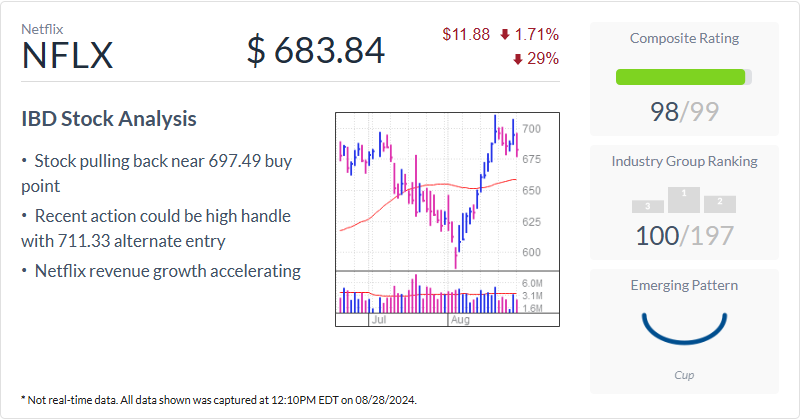 Netflix
NFLX
$ 683.84
$11.88 1.71%
29%
IBD Stock Analysis
• Stock pulling back near 697.49 buy
point
• Recent action could be high handle
with 711.33 alternate entry
• Netflix revenue growth accelerating
700
675
650
625
600
6.0M
3.1M
1.6M
Jul
Aug
Composite Rating
98/99
Industry Group Ranking
3
1
2
100/197
Emerging Pattern
Cup
* Not real-time data. All data shown was captured at 12:10PM EDT on 08/28/2024.